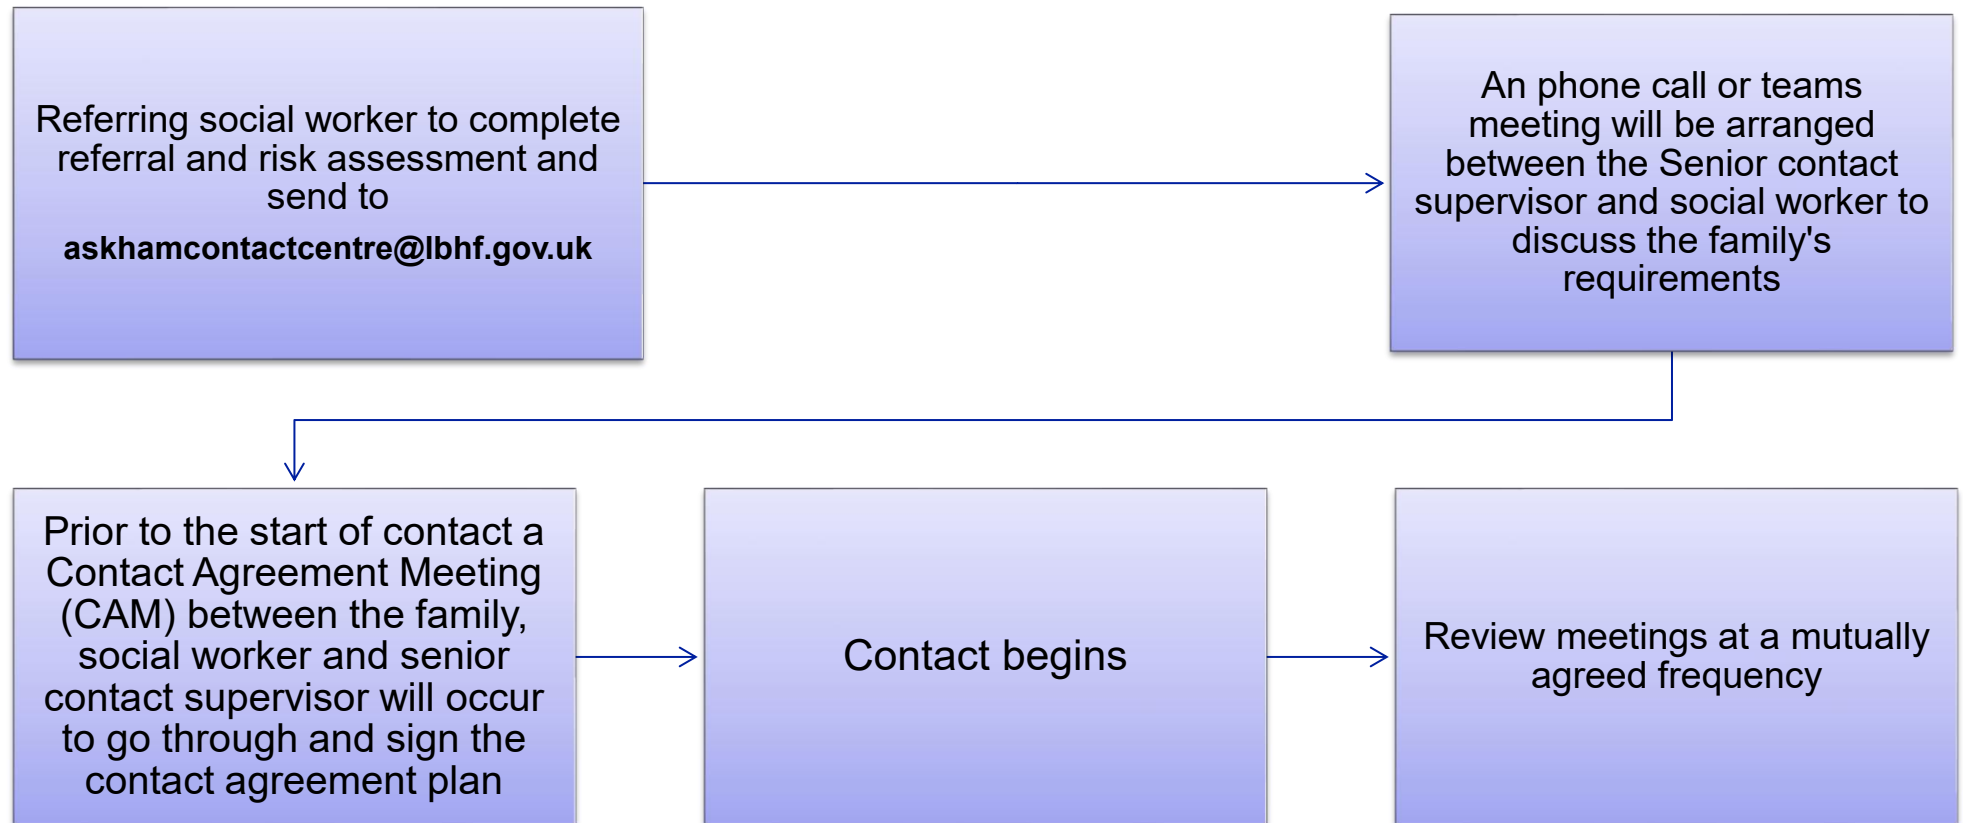 Referring social worker to complete
referral and risk assessment and
send to
askhamcontactcentre@lbhf.gov.uk
An phone call or teams
meeting will be arranged
between the Senior contact
supervisor and social worker to
discuss the family's
requirements
Prior to the start of contact a
Contact Agreement Meeting
(CAM) between the family,
social worker and senior
contact supervisor will occur
to go through and sign the
contact agreement plan
Contact begins
Review meetings at a mutually
agreed frequency